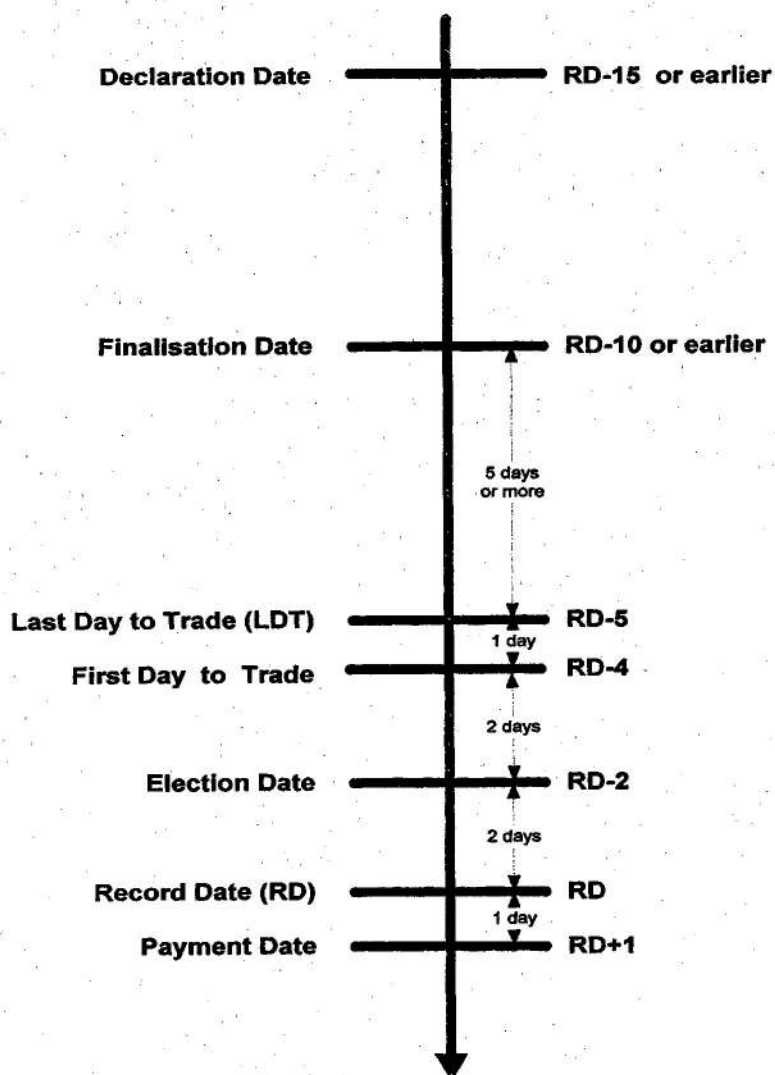 Declaration Date RD-15 or earlier
Finalisation Date RD-10 or earlier
5 days
or more
Last Day to Trade (LDT) RD-5
1 day
First Day to Trade RD-4
2 days
Election Date RD-2
2 days
Record Date (RD) RD
1 day
Payment Date RD+1